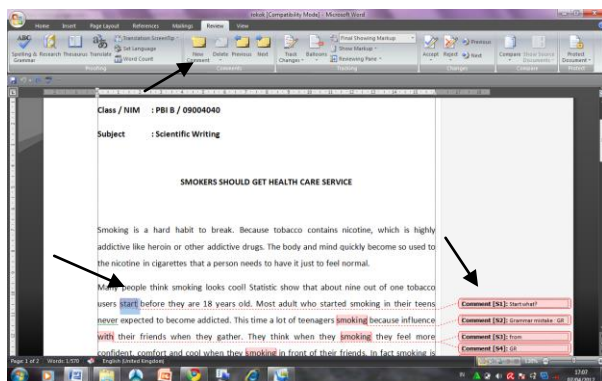 rokok [Compatibility Mode] - Microsoft Word
Home Insert Page Layout References Mailings Review View
ABC Spelling & Grammar Research Thesaurus Translate Translation ScreenTip Set Language Word Count
New Comment Delete Previous Next
Track Changes Balloons Final Showing Markup Show Markup Reviewing Pane
Accept Reject Previous Next
Compare Show Source Documents Protect Document
Proofing Comments Tracking Changes Compare Protect
Class / NIM : PBI B / 09004040
Subject : Scientific Writing
SMOKERS SHOULD GET HEALTH CARE SERVICE
Smoking is a hard habit to break. Because tobacco contains nicotine, which is highly
addictive like heroin or other addictive drugs. The body and mind quickly become so used to
the nicotine in cigarettes that a person needs to have it just to feel normal.
Many people think smoking looks cool! Statistic show that about nine out of one tobacco
users start before they are 18 years old. Most adult who started smoking in their teens
never expected to become addicted. This time a lot of teenagers smoking because influence
with their friends when they gather. They think when they smoking they feel more
confident, comfort and cool when they smoking in front of their friends. In fact smoking is
Comment [S1]: Start what?
Comment [S2]: Grammar mistake GR
Comment [S3]: from
Comment [S4]: GR
Page: 1 of 2 Words: 1.570 English (United Kingdom) 120%
IN 17:07
02/04/2012